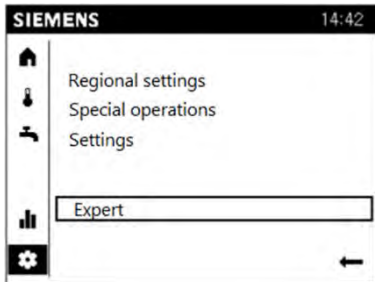 SIEMENS 14:42
Regional settings
Special operations
Settings
Expert